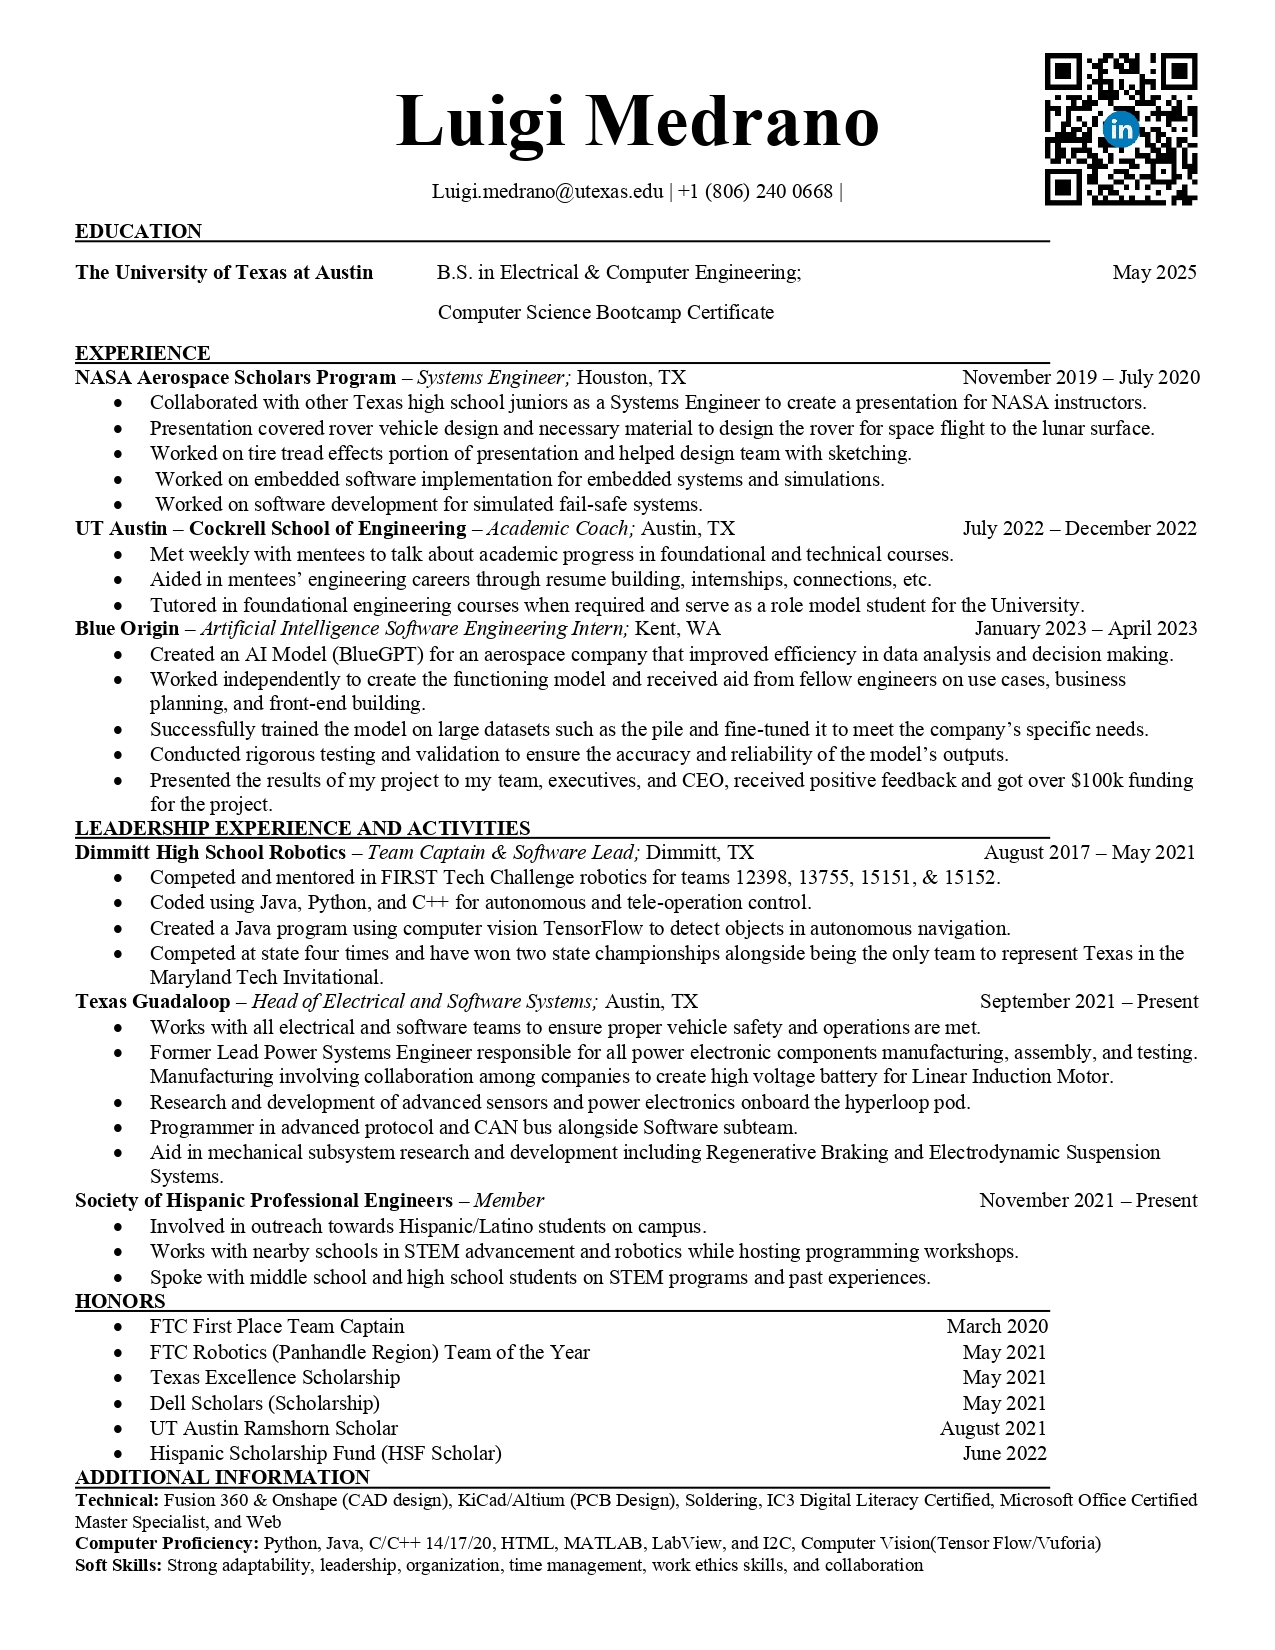 Luigi Medrano
in
Luigi.medrano@utexas.edu | +1 (806) 240 0668 |
EDUCATION
The University of Texas at Austin B.S. in Electrical & Computer Engineering; May 2025
Computer Science Bootcamp Certificate
EXPERIENCE
NASA Aerospace Scholars Program – Systems Engineer; Houston, TX November 2019 – July 2020
• Collaborated with other Texas high school juniors as a Systems Engineer to create a presentation for NASA instructors.
• Presentation covered rover vehicle design and necessary material to design the rover for space flight to the lunar surface.
• Worked on tire tread effects portion of presentation and helped design team with sketching.
• Worked on embedded software implementation for embedded systems and simulations.
• Worked on software development for simulated fail-safe systems.
UT Austin – Cockrell School of Engineering – Academic Coach; Austin, TX July 2022 – December 2022
• Met weekly with mentees to talk about academic progress in foundational and technical courses.
• Aided in mentees’ engineering careers through resume building, internships, connections, etc.
• Tutored in foundational engineering courses when required and serve as a role model student for the University.
Blue Origin – Artificial Intelligence Software Engineering Intern; Kent, WA January 2023 – April 2023
• Created an AI Model (BlueGPT) for an aerospace company that improved efficiency in data analysis and decision making.
• Worked independently to create the functioning model and received aid from fellow engineers on use cases, business
planning, and front-end building.
• Successfully trained the model on large datasets such as the pile and fine-tuned it to meet the company’s specific needs.
• Conducted rigorous testing and validation to ensure the accuracy and reliability of the model’s outputs.
• Presented the results of my project to my team, executives, and CEO, received positive feedback and got over $100k funding
for the project.
LEADERSHIP EXPERIENCE AND ACTIVITIES
Dimmitt High School Robotics – Team Captain & Software Lead; Dimmitt, TX August 2017 – May 2021
• Competed and mentored in FIRST Tech Challenge robotics for teams 12398, 13755, 15151, & 15152.
• Coded using Java, Python, and C++ for autonomous and tele-operation control.
• Created a Java program using computer vision TensorFlow to detect objects in autonomous navigation.
• Competed at state four times and have won two state championships alongside being the only team to represent Texas in the
Maryland Tech Invitational.
Texas Guadaloop – Head of Electrical and Software Systems; Austin, TX September 2021 – Present
• Works with all electrical and software teams to ensure proper vehicle safety and operations are met.
• Former Lead Power Systems Engineer responsible for all power electronic components manufacturing, assembly, and testing.
Manufacturing involving collaboration among companies to create high voltage battery for Linear Induction Motor.
• Research and development of advanced sensors and power electronics onboard the hyperloop pod.
• Programmer in advanced protocol and CAN bus alongside Software subteam.
• Aid in mechanical subsystem research and development including Regenerative Braking and Electrodynamic Suspension
Systems.
Society of Hispanic Professional Engineers – Member November 2021 – Present
• Involved in outreach towards Hispanic/Latino students on campus.
• Works with nearby schools in STEM advancement and robotics while hosting programming workshops.
• Spoke with middle school and high school students on STEM programs and past experiences.
HONORS
• FTC First Place Team Captain March 2020
• FTC Robotics (Panhandle Region) Team of the Year May 2021
• Texas Excellence Scholarship May 2021
• Dell Scholars (Scholarship) May 2021
• UT Austin Ramshorn Scholar August 2021
• Hispanic Scholarship Fund (HSF Scholar) June 2022
ADDITIONAL INFORMATION
Technical: Fusion 360 & Onshape (CAD design), KiCad/Altium (PCB Design), Soldering, IC3 Digital Literacy Certified, Microsoft Office Certified
Master Specialist, and Web
Computer Proficiency: Python, Java, C/C++ 14/17/20, HTML, MATLAB, LabView, and I2C, Computer Vision(Tensor Flow/Vuforia)
Soft Skills: Strong adaptability, leadership, organization, time management, work ethics skills, and collaboration